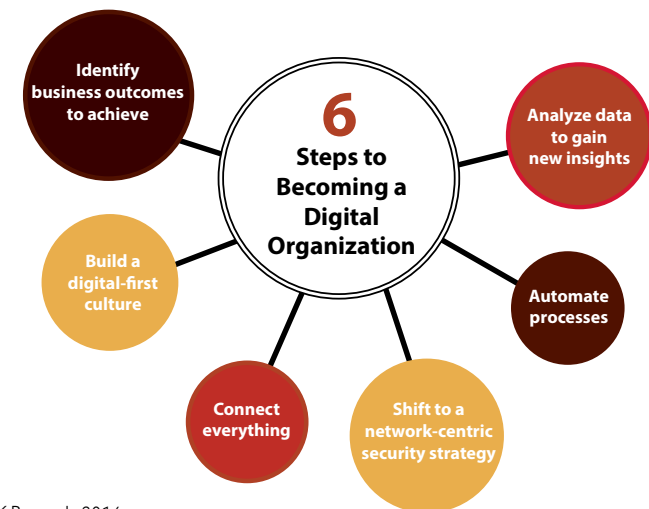 6
Steps to
Becoming a
Digital
Organization
Identify
business outcomes
to achieve
Build a
digital-first
culture
Connect
everything
Shift to a
network-centric
security strategy
Automate
processes
Analyze data
to gain
new insights